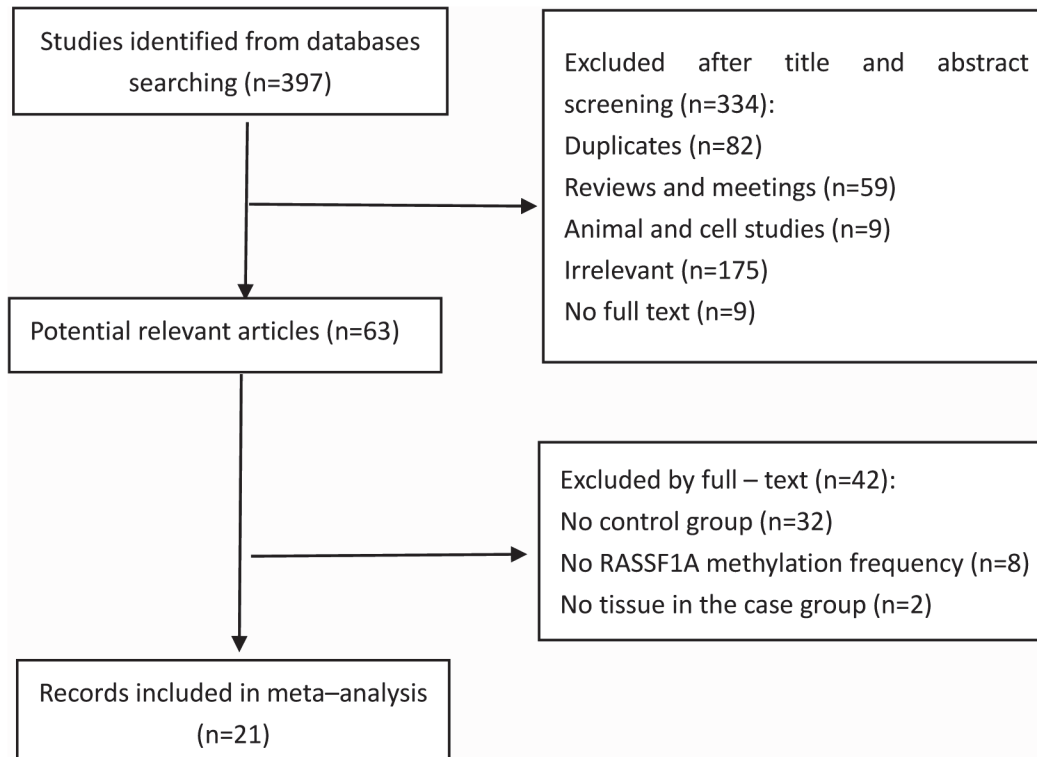 Studies identified from databases
searching (n=397)
Excluded after title and abstract
screening (n=334):
Duplicates (n=82)
Reviews and meetings (n=59)
Animal and cell studies (n=9)
Irrelevant (n=175)
No full text (n=9)
Potential relevant articles (n=63)
Excluded by full – text (n=42):
No control group (n=32)
No RASSF1A methylation frequency (n=8)
No tissue in the case group (n=2)
Records included in meta–analysis
(n=21)